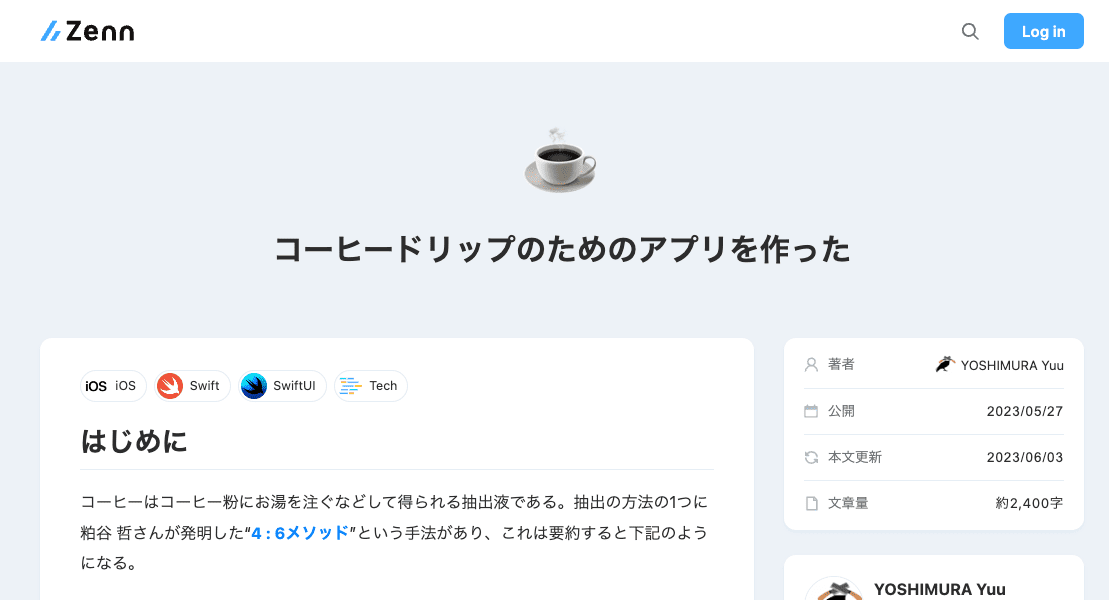 Zenn
Log in
コーヒードリップのためのアプリを作った
iOS iOS Swift SwiftUI Tech
はじめに
コーヒーはコーヒー粉にお湯を注ぐなどして得られる抽出液である。抽出の方法の1つに
粕谷 哲さんが発明した“4 : 6メソッド”という手法があり、これは要約すると下記のよう
になる。
著者 YOSHIMURA Yuu
公開 2023/05/27
本文更新 2023/06/03
文章量 約2,400字
YOSHIMURA Yuu